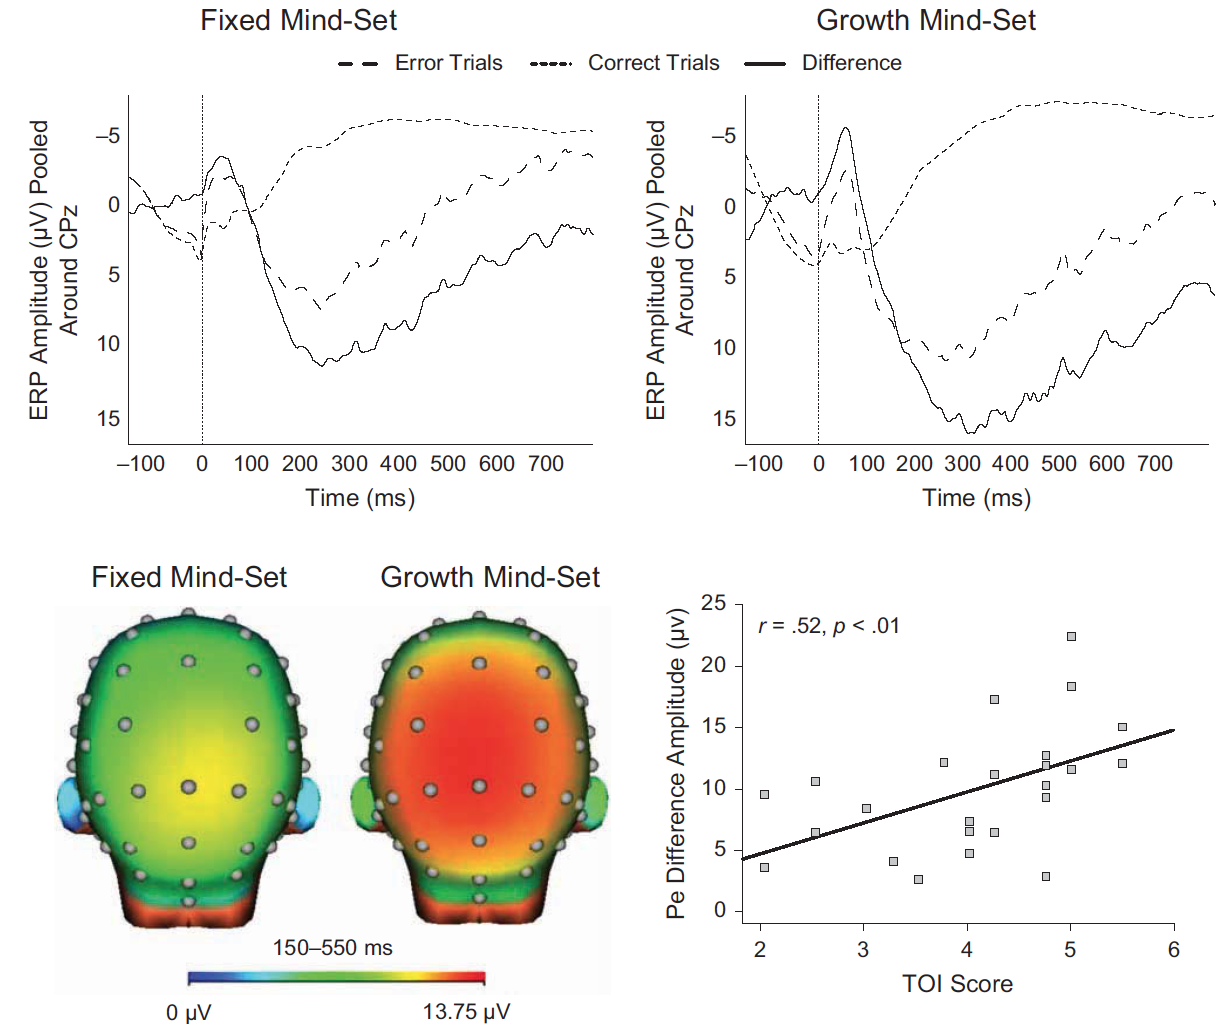 Fixed Mind-Set
Growth Mind-Set
Error Trials Correct Trials Difference
ERP Amplitude (µV) Pooled
Around CPz
–5
0
5
10
15
–100 0 100 200 300 400 500 600 700
Time (ms)
ERP Amplitude (µV) Pooled
Around CPz
–5
0
5
10
15
–100 0 100 200 300 400 500 600 700
Time (ms)
Fixed Mind-Set
Growth Mind-Set
150–550 ms
0 µV
13.75 µV
Pe Difference Amplitude (µv)
25
20
15
10
5
0
r = .52, p < .01
2 3 4 5 6
TOI Score